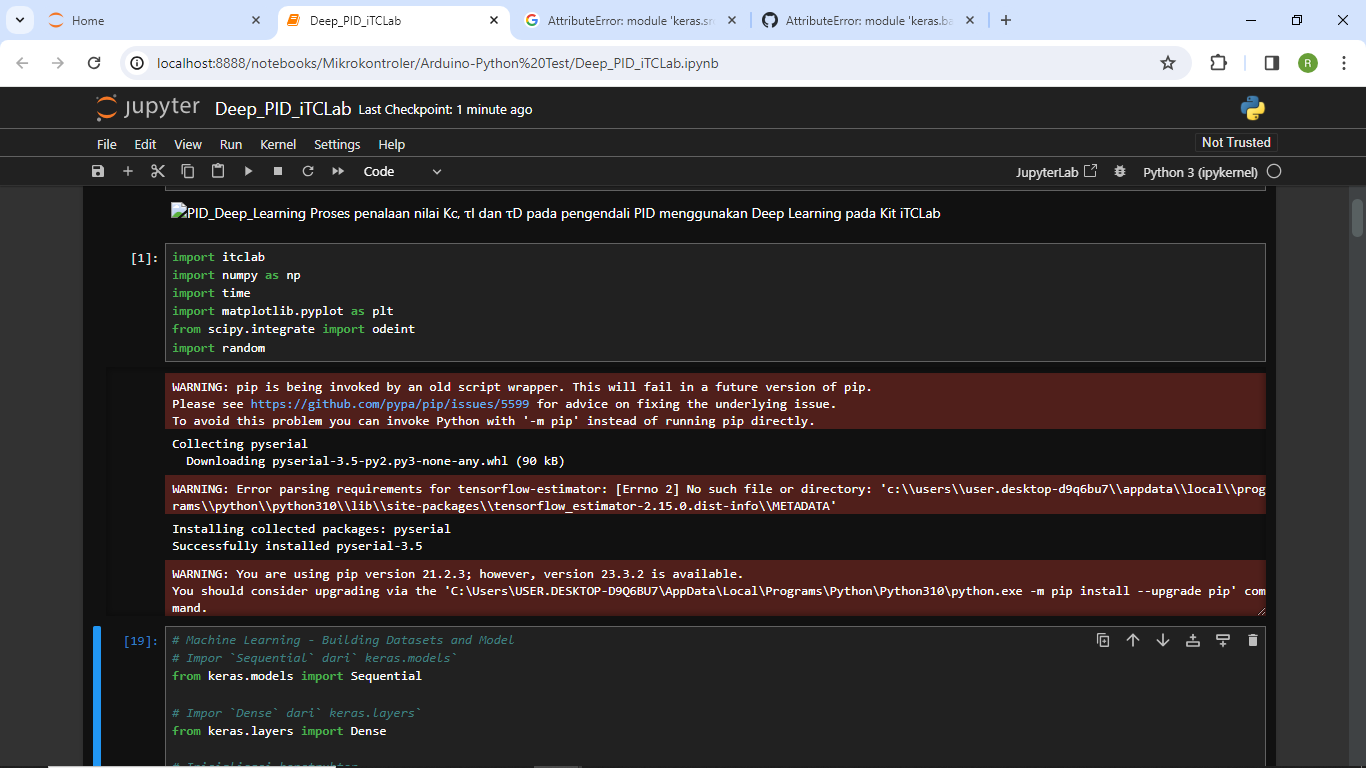 Home
Deep_PID_iTCLab
AttributeError: module 'keras.sr
AttributeError: module 'keras.ba
localhost:8888/notebooks/Mikrokontroler/Arduino-Python%20Test/Deep_PID_iTCLab.ipynb
R
jupyter Deep_PID_iTCLab Last Checkpoint: 1 minute ago
File Edit View Run Kernel Settings Help
Not Trusted
Code
JupyterLab
Python 3 (ipykernel)
PID_Deep_Learning Proses penalaan nilai Kc, τI dan τD pada pengendali PID menggunakan Deep Learning pada Kit iTCLab
[1]:
import itclab
import numpy as np
import time
import matplotlib.pyplot as plt
from scipy.integrate import odeint
import random
WARNING: pip is being invoked by an old script wrapper. This will fail in a future version of pip.
Please see https://github.com/pypa/pip/issues/5599 for advice on fixing the underlying issue.
To avoid this problem you can invoke Python with '-m pip' instead of running pip directly.
Collecting pyserial
Downloading pyserial-3.5-py2.py3-none-any.whl (90 kB)
WARNING: Error parsing requirements for tensorflow-estimator: [Errno 2] No such file or directory: 'c:\\users\\user.desktop-d9q6bu7\\appdata\\local\\prog
rams\\python\\python310\\lib\\site-packages\\tensorflow_estimator-2.15.0.dist-info\\METADATA'
Installing collected packages: pyserial
Successfully installed pyserial-3.5
WARNING: You are using pip version 21.2.3; however, version 23.3.2 is available.
You should consider upgrading via the 'C:\Users\USER.DESKTOP-D9Q6BU7\AppData\Local\Programs\Python\Python310\python.exe -m pip install --upgrade pip' com
mand.
[19]:
# Machine Learning - Building Datasets and Model
# Impor `Sequential` dari` keras.models`
from keras.models import Sequential
# Impor `Dense` dari` keras.layers`
from keras.layers import Dense